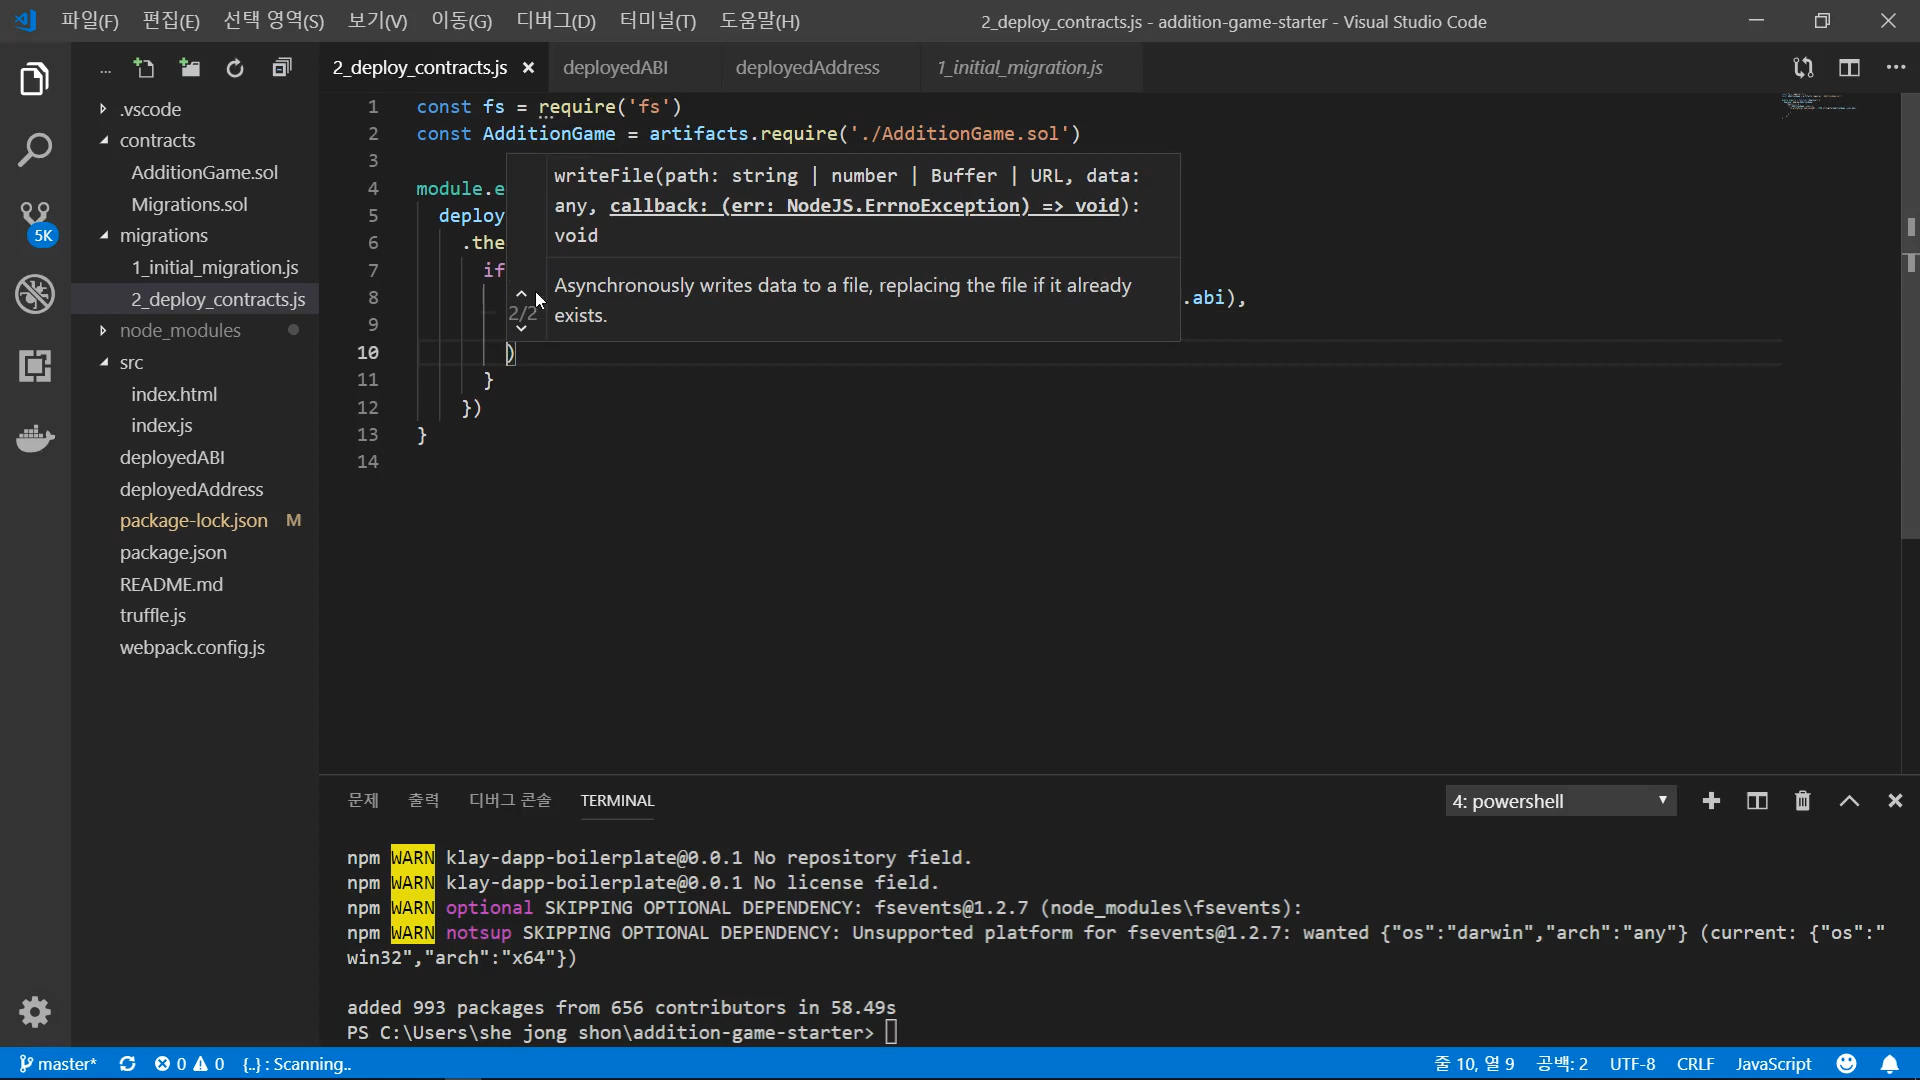 파일(F) 편집(E) 선택 영역(S) 보기(V) 이동(G) 디버그(D) 터미널(T) 도움말(H) 2_deploy_contracts.js - addition-game-starter - Visual Studio Code
... 2_deploy_contracts.js deployedABI deployedAddress 1_initial_migration.js
.vscode
contracts
AdditionGame.sol
Migrations.sol
5K
migrations
1_initial_migration.js
2_deploy_contracts.js
node_modules
src
index.html
index.js
deployedABI
deployedAddress
package-lock.json M
package.json
README.md
truffle.js
webpack.config.js
1 const fs = require('fs')
2 const AdditionGame = artifacts.require('./AdditionGame.sol')
3
4 module.e
5 deploy
6 .the
7 if
8 .abi),
9
10 )
11 }
12 })
13 }
14
writeFile(path: string | number | Buffer | URL, data:
any, callback: (err: NodeJS.ErrnoException) => void):
void
2/2
Asynchronously writes data to a file, replacing the file if it already
exists.
문제 출력 디버그 콘솔 TERMINAL 4: powershell
npm WARN klay-dapp-boilerplate@0.0.1 No repository field.
npm WARN klay-dapp-boilerplate@0.0.1 No license field.
npm WARN optional SKIPPING OPTIONAL DEPENDENCY: fsevents@1.2.7 (node_modules\fsevents):
npm WARN notsup SKIPPING OPTIONAL DEPENDENCY: Unsupported platform for fsevents@1.2.7: wanted {"os":"darwin","arch":"any"} (current: {"os":"
win32","arch":"x64"})
added 993 packages from 656 contributors in 58.49s
PS C:\Users\she jong shon\addition-game-starter>
master* 0 0 {..} : Scanning.. 줄 10, 열 9 공백: 2 UTF-8 CRLF JavaScript